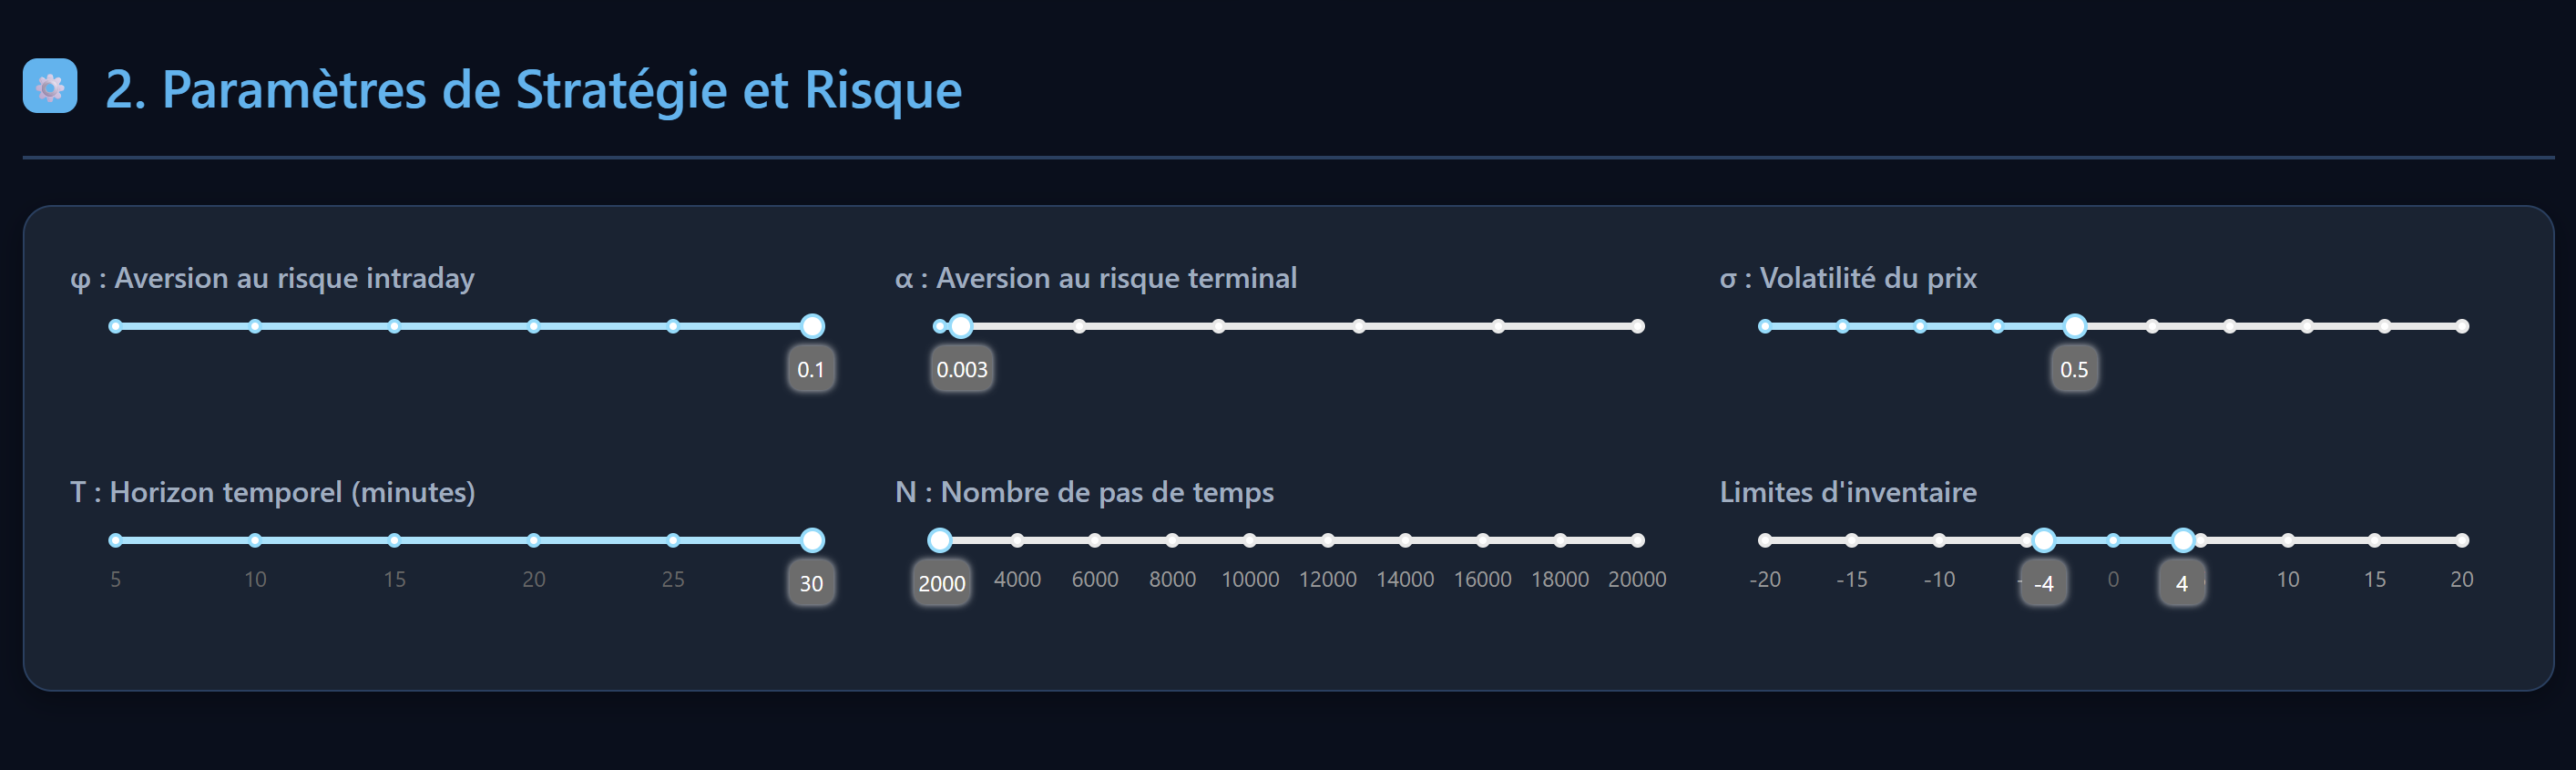 2. Paramètres de Stratégie et Risque
φ : Aversion au risque intraday
0.1
α : Aversion au risque terminal
0.003
σ : Volatilité du prix
0.5
T : Horizon temporel (minutes)
5 10 15 20 25 30
N : Nombre de pas de temps
2000 4000 6000 8000 10000 12000 14000 16000 18000 20000
Limites d'inventaire
-20 -15 -10 -4 0 4 10 15 20